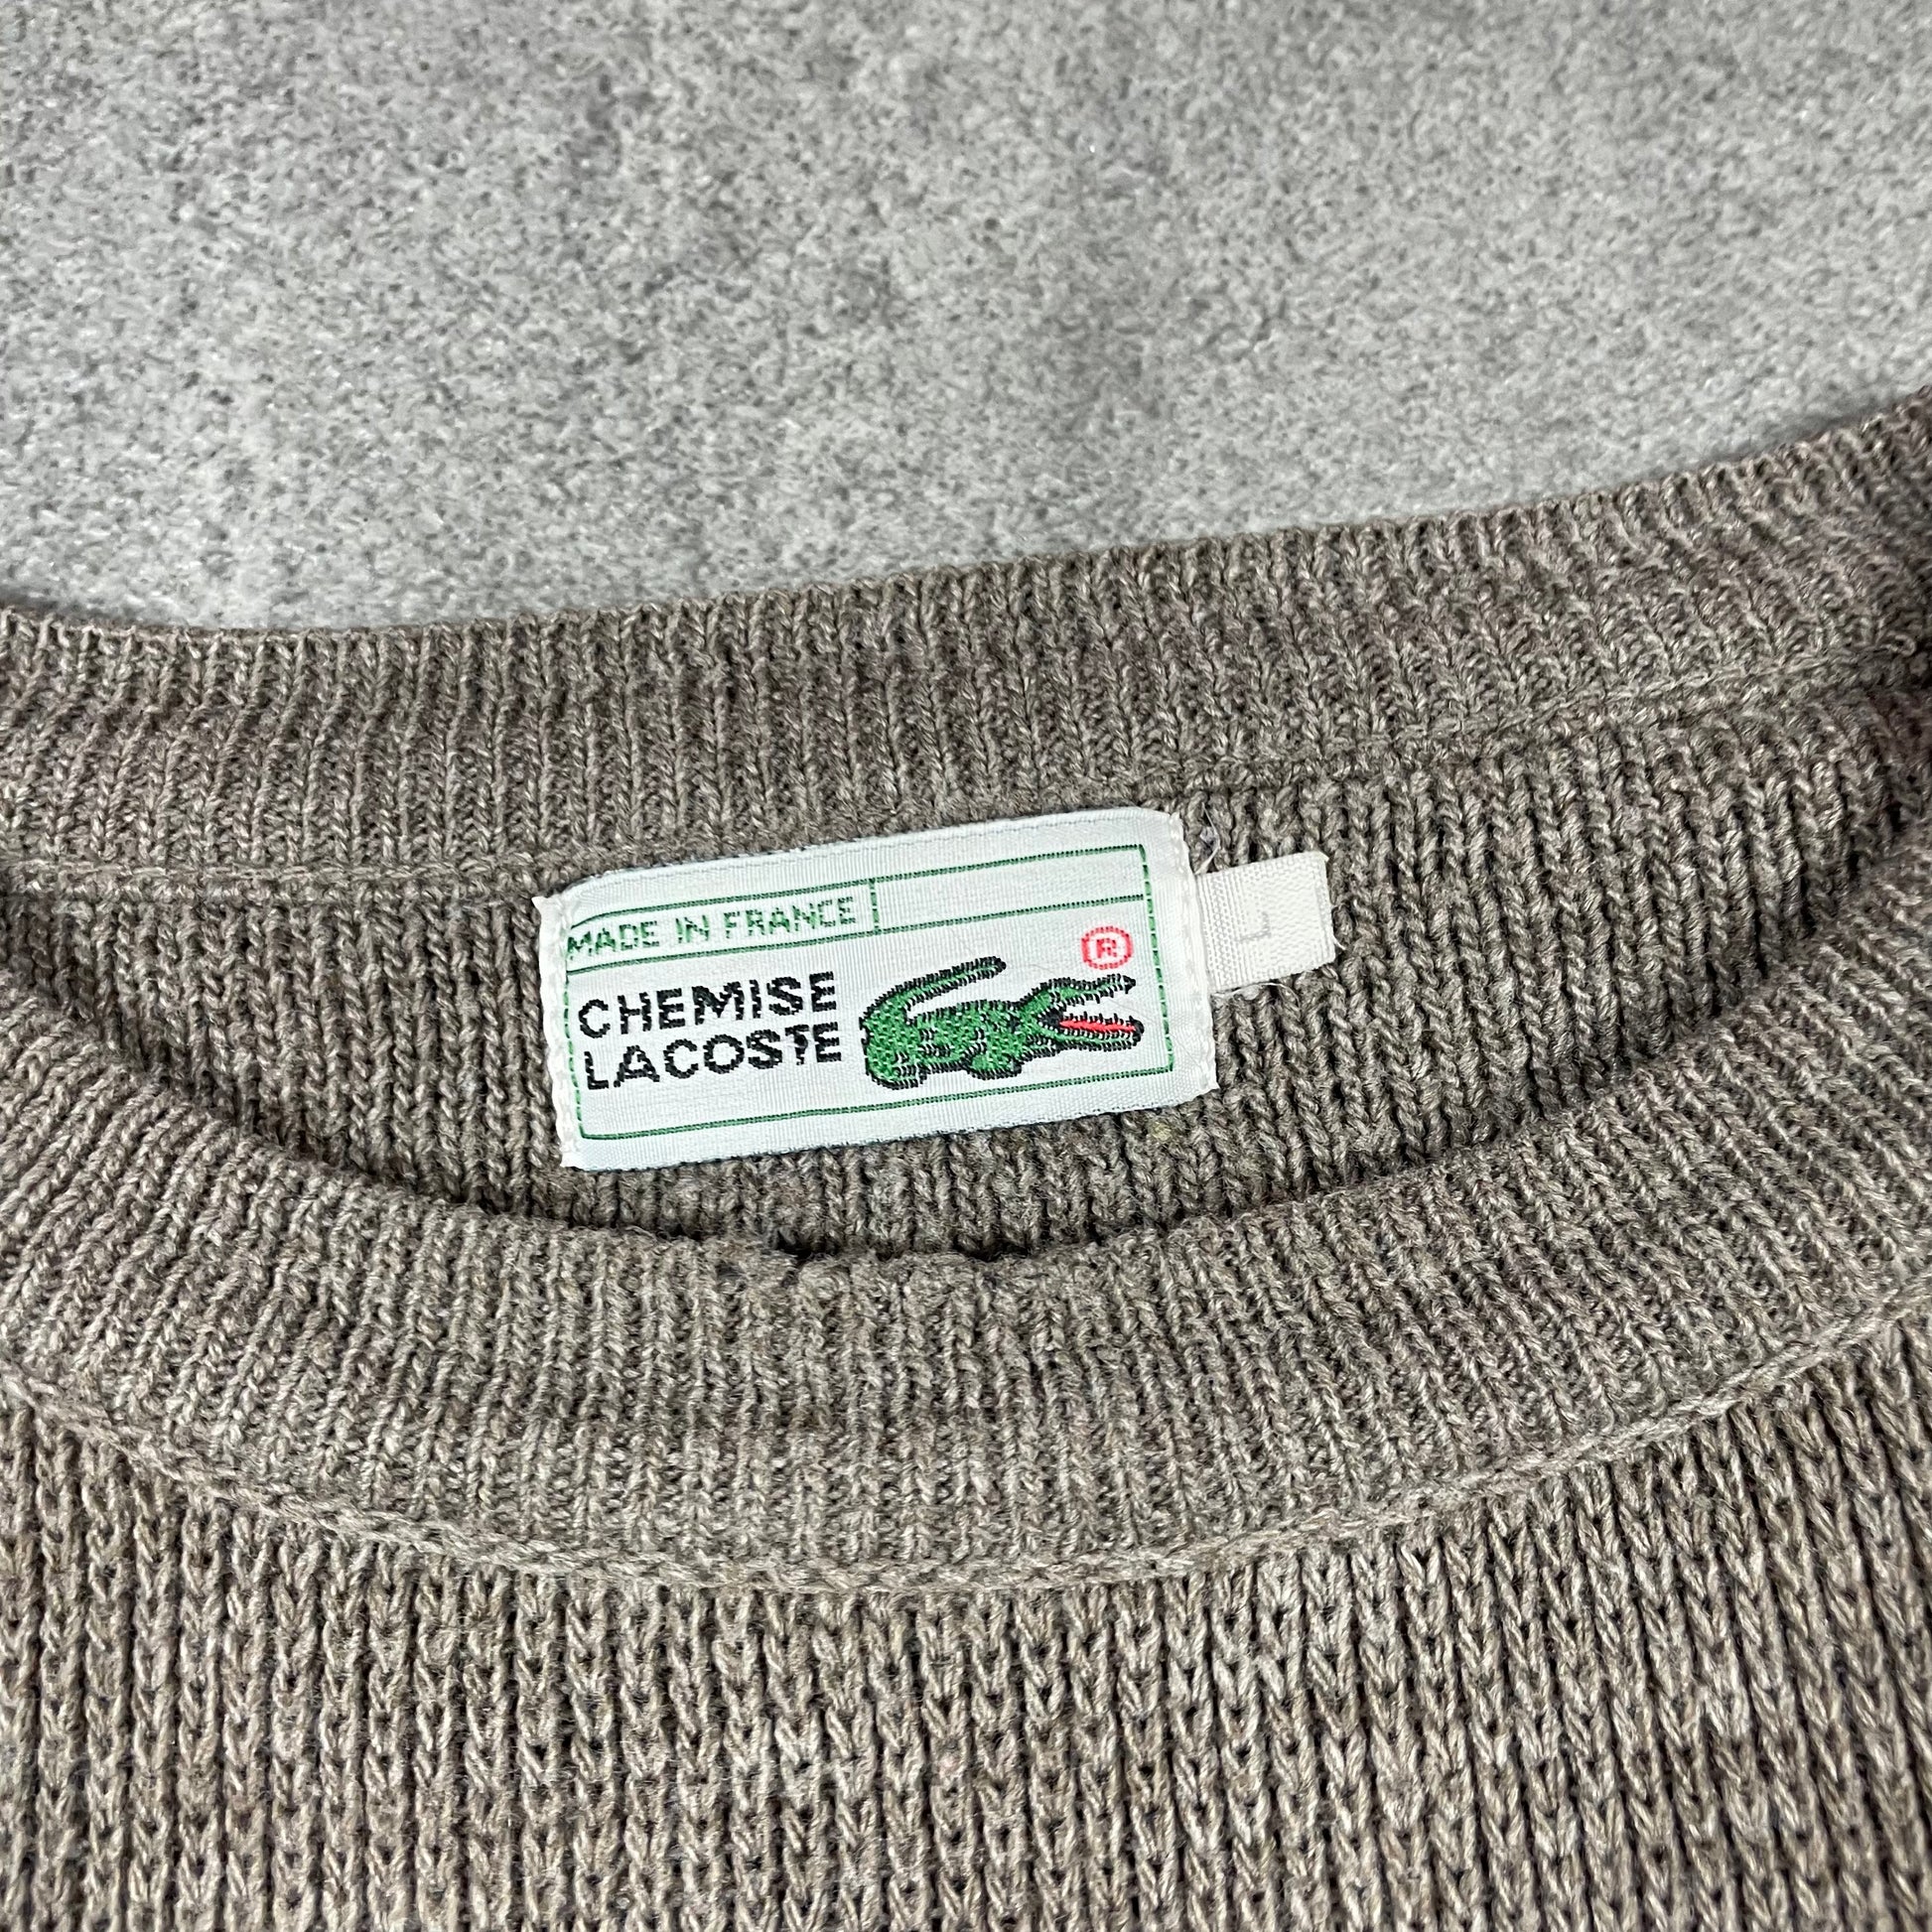 MADE IN FRANCE
CHEMISE
LACOSTE
®
L